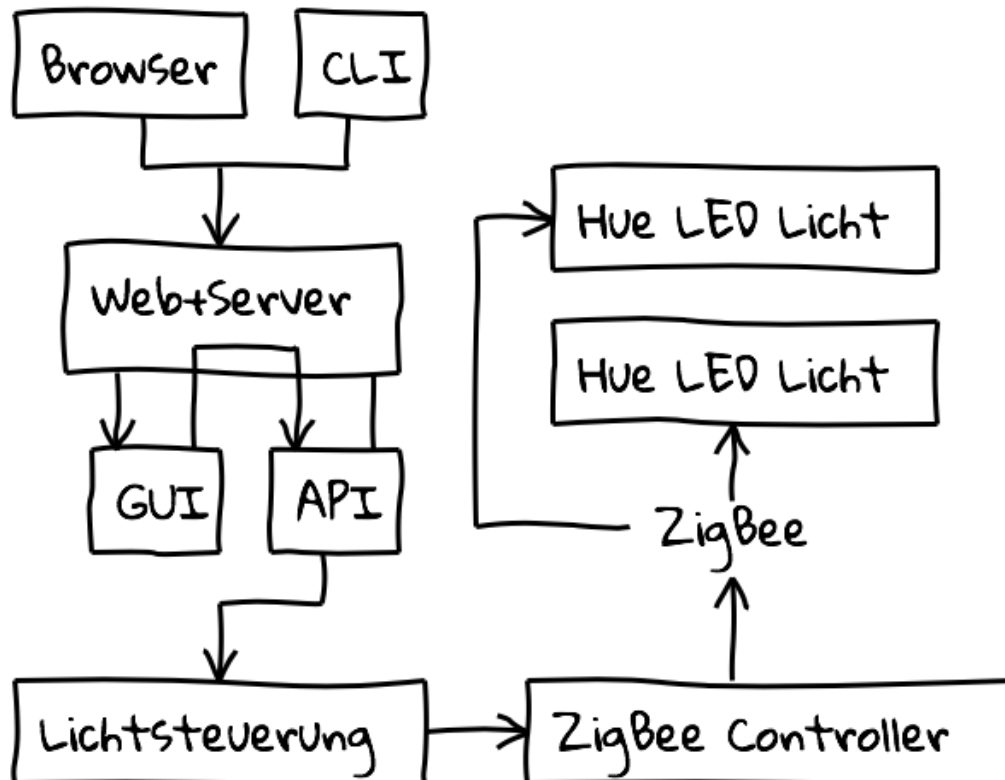 Browser
CLI
Web+Server
GUI
API
Lichtsteuerung
ZigBee Controller
ZigBee
Hue LED Licht
Hue LED Licht